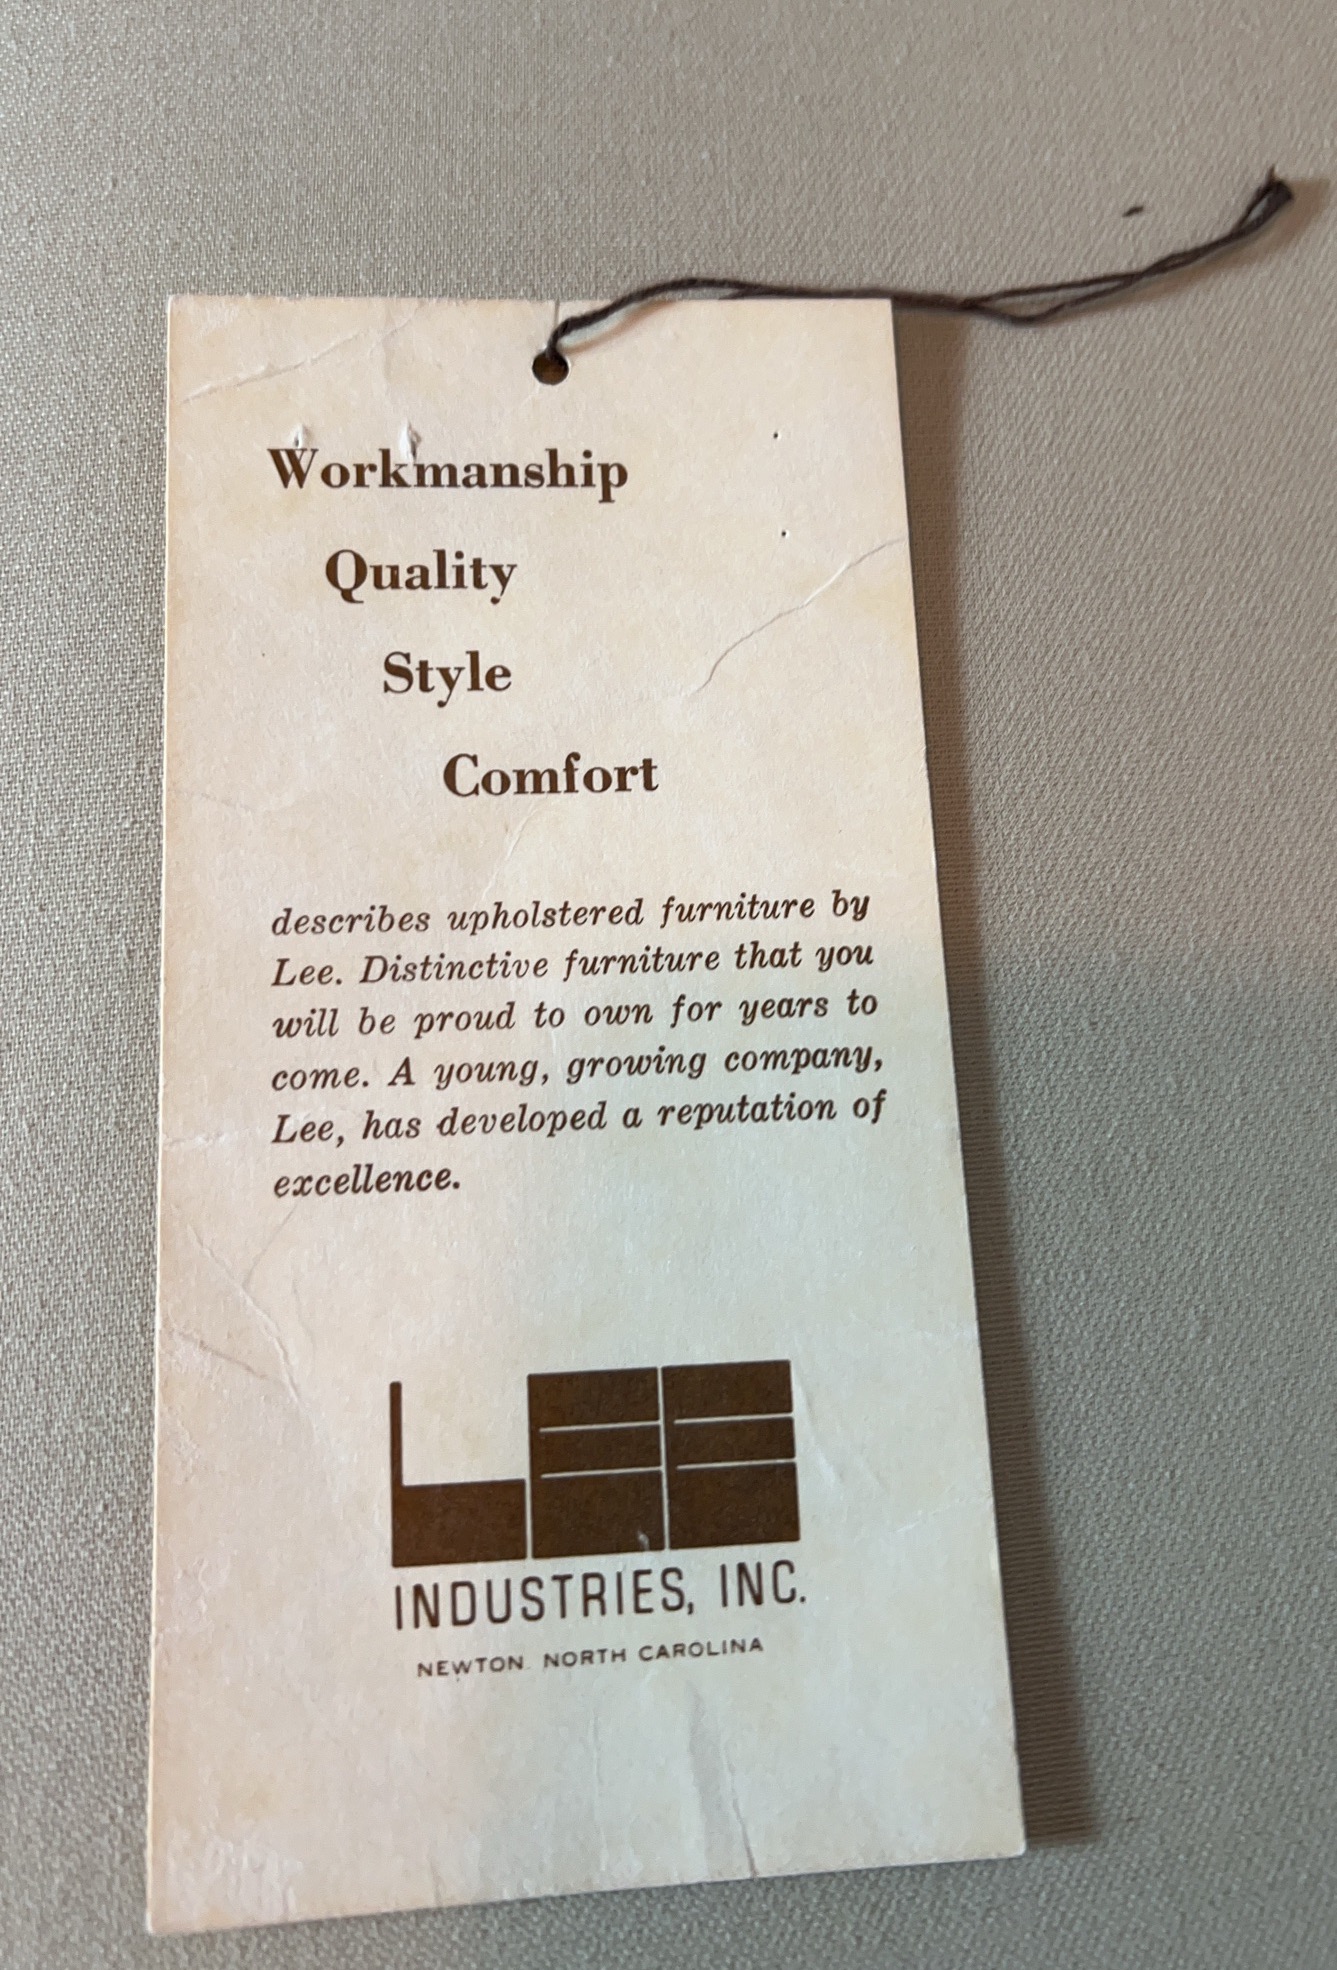 Workmanship
Quality
Style
Comfort
describes upholstered furniture by
Lee. Distinctive furniture that you
will be proud to own for years to
come. A young, growing company,
Lee, has developed a reputation of
excellence.
LEE
INDUSTRIES, INC.
NEWTON. NORTH CAROLINA